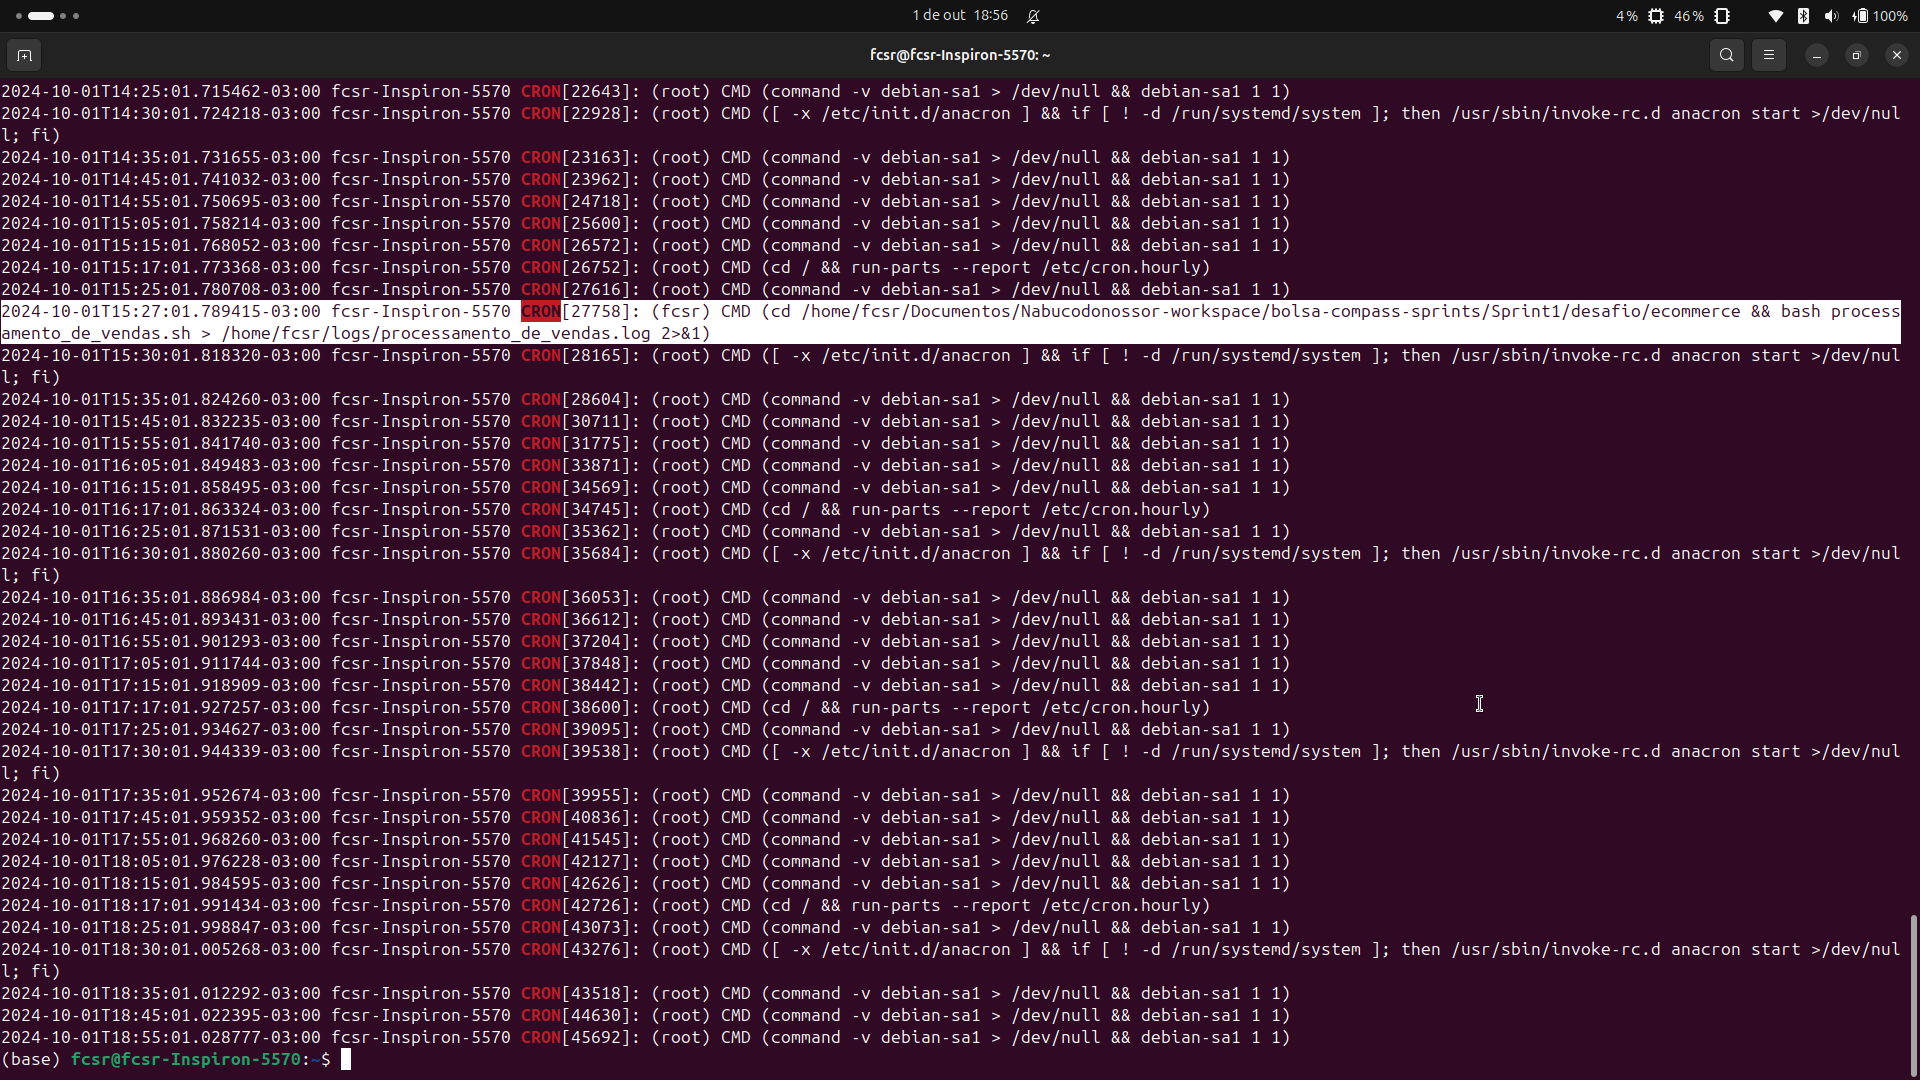 1 de out 18:56
4% 46% 100%
fcsr@fcsr-Inspiron-5570: ~
2024-10-01T14:25:01.715462-03:00 fcsr-Inspiron-5570 CRON[22643]: (root) CMD (command -v debian-sa1 > /dev/null && debian-sa1 1 1)
2024-10-01T14:30:01.724218-03:00 fcsr-Inspiron-5570 CRON[22928]: (root) CMD ([ -x /etc/init.d/anacron ] && if [ ! -d /run/systemd/system ]; then /usr/sbin/invoke-rc.d anacron start >/dev/nul
l; fi)
2024-10-01T14:35:01.731655-03:00 fcsr-Inspiron-5570 CRON[23163]: (root) CMD (command -v debian-sa1 > /dev/null && debian-sa1 1 1)
2024-10-01T14:45:01.741032-03:00 fcsr-Inspiron-5570 CRON[23962]: (root) CMD (command -v debian-sa1 > /dev/null && debian-sa1 1 1)
2024-10-01T14:55:01.750695-03:00 fcsr-Inspiron-5570 CRON[24718]: (root) CMD (command -v debian-sa1 > /dev/null && debian-sa1 1 1)
2024-10-01T15:05:01.758214-03:00 fcsr-Inspiron-5570 CRON[25600]: (root) CMD (command -v debian-sa1 > /dev/null && debian-sa1 1 1)
2024-10-01T15:15:01.768052-03:00 fcsr-Inspiron-5570 CRON[26572]: (root) CMD (command -v debian-sa1 > /dev/null && debian-sa1 1 1)
2024-10-01T15:17:01.773368-03:00 fcsr-Inspiron-5570 CRON[26752]: (root) CMD (cd / && run-parts --report /etc/cron.hourly)
2024-10-01T15:25:01.780708-03:00 fcsr-Inspiron-5570 CRON[27616]: (root) CMD (command -v debian-sa1 > /dev/null && debian-sa1 1 1)
2024-10-01T15:27:01.789415-03:00 fcsr-Inspiron-5570 CRON[27758]: (fcsr) CMD (cd /home/fcsr/Documentos/Nabucodonossor-workspace/bolsa-compass-sprints/Sprint1/desafio/ecommerce && bash process
amento_de_vendas.sh > /home/fcsr/logs/processamento_de_vendas.log 2>&1)
2024-10-01T15:30:01.818320-03:00 fcsr-Inspiron-5570 CRON[28165]: (root) CMD ([ -x /etc/init.d/anacron ] && if [ ! -d /run/systemd/system ]; then /usr/sbin/invoke-rc.d anacron start >/dev/nul
l; fi)
2024-10-01T15:35:01.824260-03:00 fcsr-Inspiron-5570 CRON[28604]: (root) CMD (command -v debian-sa1 > /dev/null && debian-sa1 1 1)
2024-10-01T15:45:01.832235-03:00 fcsr-Inspiron-5570 CRON[30711]: (root) CMD (command -v debian-sa1 > /dev/null && debian-sa1 1 1)
2024-10-01T15:55:01.841740-03:00 fcsr-Inspiron-5570 CRON[31775]: (root) CMD (command -v debian-sa1 > /dev/null && debian-sa1 1 1)
2024-10-01T16:05:01.849483-03:00 fcsr-Inspiron-5570 CRON[33871]: (root) CMD (command -v debian-sa1 > /dev/null && debian-sa1 1 1)
2024-10-01T16:15:01.858495-03:00 fcsr-Inspiron-5570 CRON[34569]: (root) CMD (command -v debian-sa1 > /dev/null && debian-sa1 1 1)
2024-10-01T16:17:01.863324-03:00 fcsr-Inspiron-5570 CRON[34745]: (root) CMD (cd / && run-parts --report /etc/cron.hourly)
2024-10-01T16:25:01.871531-03:00 fcsr-Inspiron-5570 CRON[35362]: (root) CMD (command -v debian-sa1 > /dev/null && debian-sa1 1 1)
2024-10-01T16:30:01.880260-03:00 fcsr-Inspiron-5570 CRON[35684]: (root) CMD ([ -x /etc/init.d/anacron ] && if [ ! -d /run/systemd/system ]; then /usr/sbin/invoke-rc.d anacron start >/dev/nul
l; fi)
2024-10-01T16:35:01.886984-03:00 fcsr-Inspiron-5570 CRON[36053]: (root) CMD (command -v debian-sa1 > /dev/null && debian-sa1 1 1)
2024-10-01T16:45:01.893431-03:00 fcsr-Inspiron-5570 CRON[36612]: (root) CMD (command -v debian-sa1 > /dev/null && debian-sa1 1 1)
2024-10-01T16:55:01.901293-03:00 fcsr-Inspiron-5570 CRON[37204]: (root) CMD (command -v debian-sa1 > /dev/null && debian-sa1 1 1)
2024-10-01T17:05:01.911744-03:00 fcsr-Inspiron-5570 CRON[37848]: (root) CMD (command -v debian-sa1 > /dev/null && debian-sa1 1 1)
2024-10-01T17:15:01.918909-03:00 fcsr-Inspiron-5570 CRON[38442]: (root) CMD (command -v debian-sa1 > /dev/null && debian-sa1 1 1)
2024-10-01T17:17:01.927257-03:00 fcsr-Inspiron-5570 CRON[38600]: (root) CMD (cd / && run-parts --report /etc/cron.hourly)
2024-10-01T17:25:01.934627-03:00 fcsr-Inspiron-5570 CRON[39095]: (root) CMD (command -v debian-sa1 > /dev/null && debian-sa1 1 1)
2024-10-01T17:30:01.944339-03:00 fcsr-Inspiron-5570 CRON[39538]: (root) CMD ([ -x /etc/init.d/anacron ] && if [ ! -d /run/systemd/system ]; then /usr/sbin/invoke-rc.d anacron start >/dev/nul
l; fi)
2024-10-01T17:35:01.952674-03:00 fcsr-Inspiron-5570 CRON[39955]: (root) CMD (command -v debian-sa1 > /dev/null && debian-sa1 1 1)
2024-10-01T17:45:01.959352-03:00 fcsr-Inspiron-5570 CRON[40836]: (root) CMD (command -v debian-sa1 > /dev/null && debian-sa1 1 1)
2024-10-01T17:55:01.968260-03:00 fcsr-Inspiron-5570 CRON[41545]: (root) CMD (command -v debian-sa1 > /dev/null && debian-sa1 1 1)
2024-10-01T18:05:01.976228-03:00 fcsr-Inspiron-5570 CRON[42127]: (root) CMD (command -v debian-sa1 > /dev/null && debian-sa1 1 1)
2024-10-01T18:15:01.984595-03:00 fcsr-Inspiron-5570 CRON[42626]: (root) CMD (command -v debian-sa1 > /dev/null && debian-sa1 1 1)
2024-10-01T18:17:01.991434-03:00 fcsr-Inspiron-5570 CRON[42726]: (root) CMD (cd / && run-parts --report /etc/cron.hourly)
2024-10-01T18:25:01.998847-03:00 fcsr-Inspiron-5570 CRON[43073]: (root) CMD (command -v debian-sa1 > /dev/null && debian-sa1 1 1)
2024-10-01T18:30:01.005268-03:00 fcsr-Inspiron-5570 CRON[43276]: (root) CMD ([ -x /etc/init.d/anacron ] && if [ ! -d /run/systemd/system ]; then /usr/sbin/invoke-rc.d anacron start >/dev/nul
l; fi)
2024-10-01T18:35:01.012292-03:00 fcsr-Inspiron-5570 CRON[43518]: (root) CMD (command -v debian-sa1 > /dev/null && debian-sa1 1 1)
2024-10-01T18:45:01.022395-03:00 fcsr-Inspiron-5570 CRON[44630]: (root) CMD (command -v debian-sa1 > /dev/null && debian-sa1 1 1)
2024-10-01T18:55:01.028777-03:00 fcsr-Inspiron-5570 CRON[45692]: (root) CMD (command -v debian-sa1 > /dev/null && debian-sa1 1 1)
(base) fcsr@fcsr-Inspiron-5570:~$